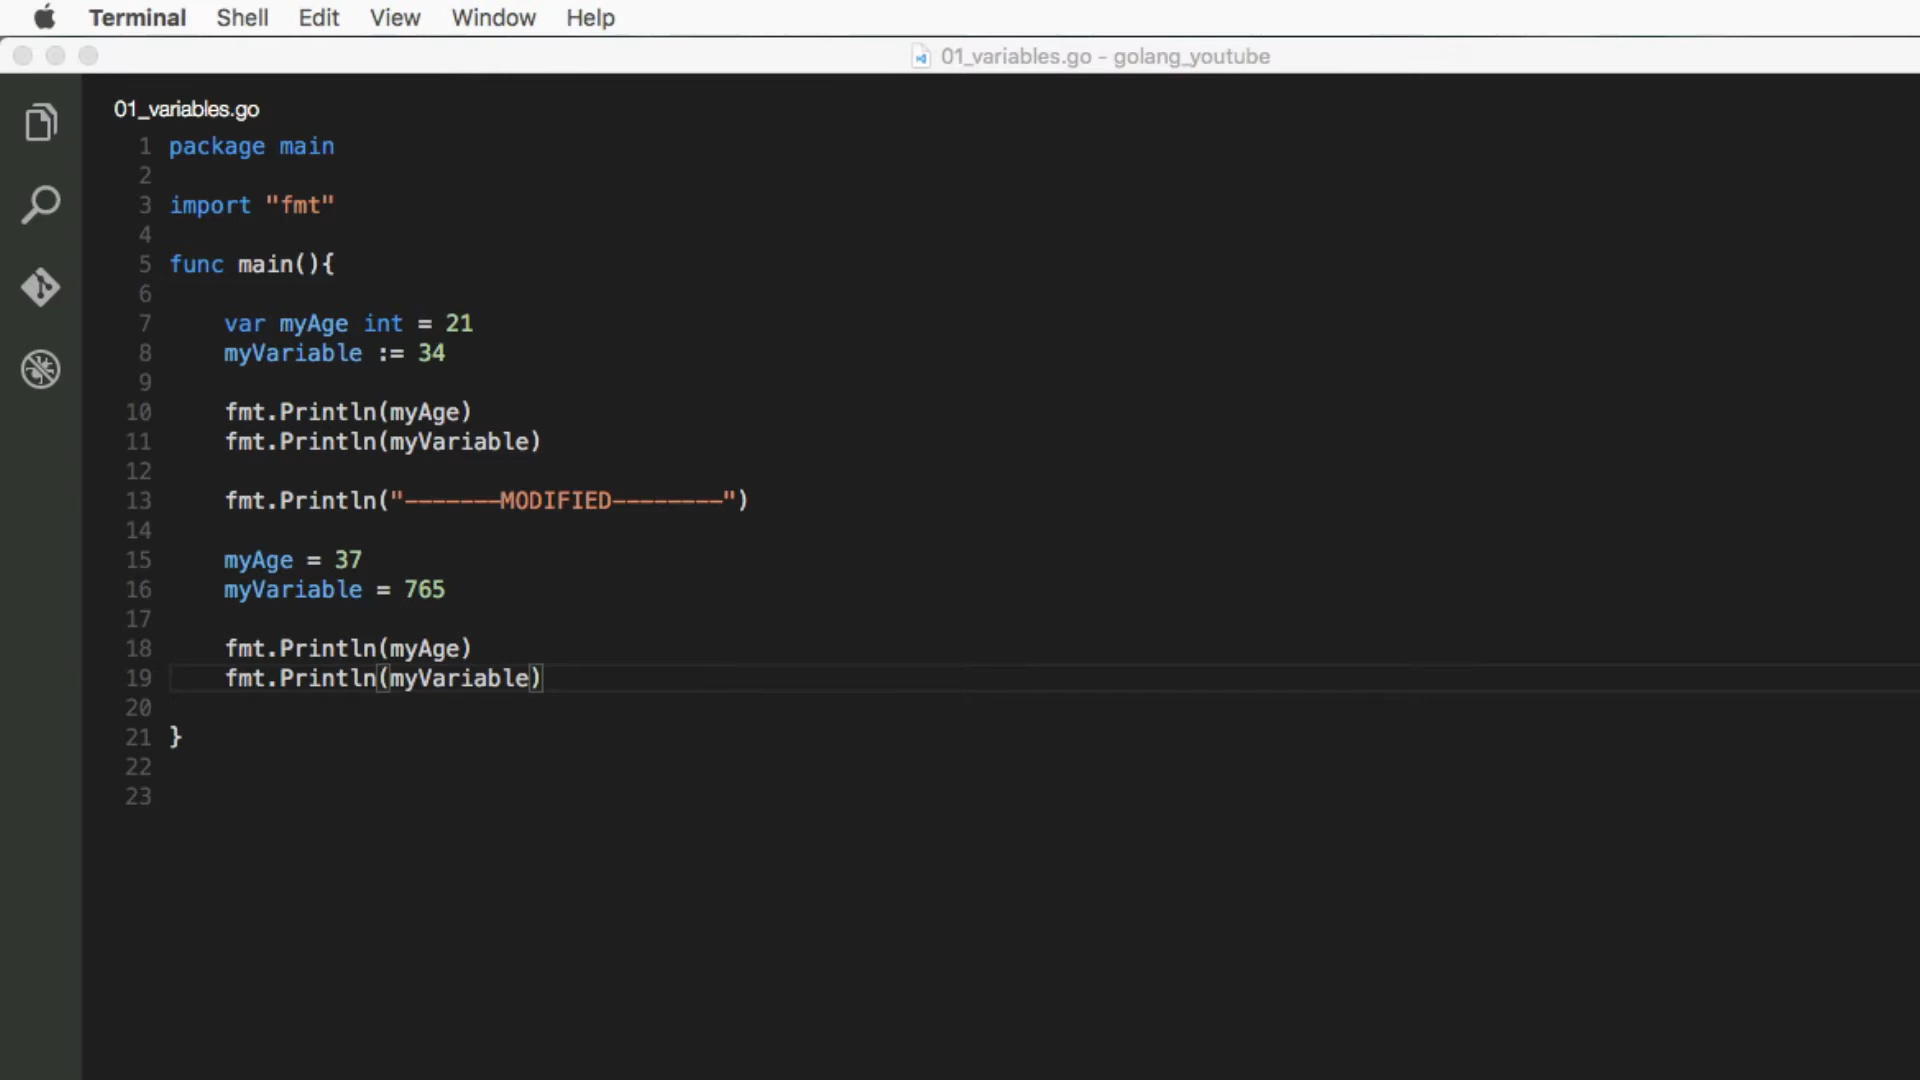 Terminal Shell Edit View Window Help
01_variables.go - golang_youtube
01_variables.go
1 package main
2
3 import "fmt"
4
5 func main(){
6
7     var myAge int = 21
8     myVariable := 34
9
10     fmt.Println(myAge)
11     fmt.Println(myVariable)
12
13     fmt.Println("-------MODIFIED--------")
14
15     myAge = 37
16     myVariable = 765
17
18     fmt.Println(myAge)
19     fmt.Println(myVariable)
20
21 }
22
23